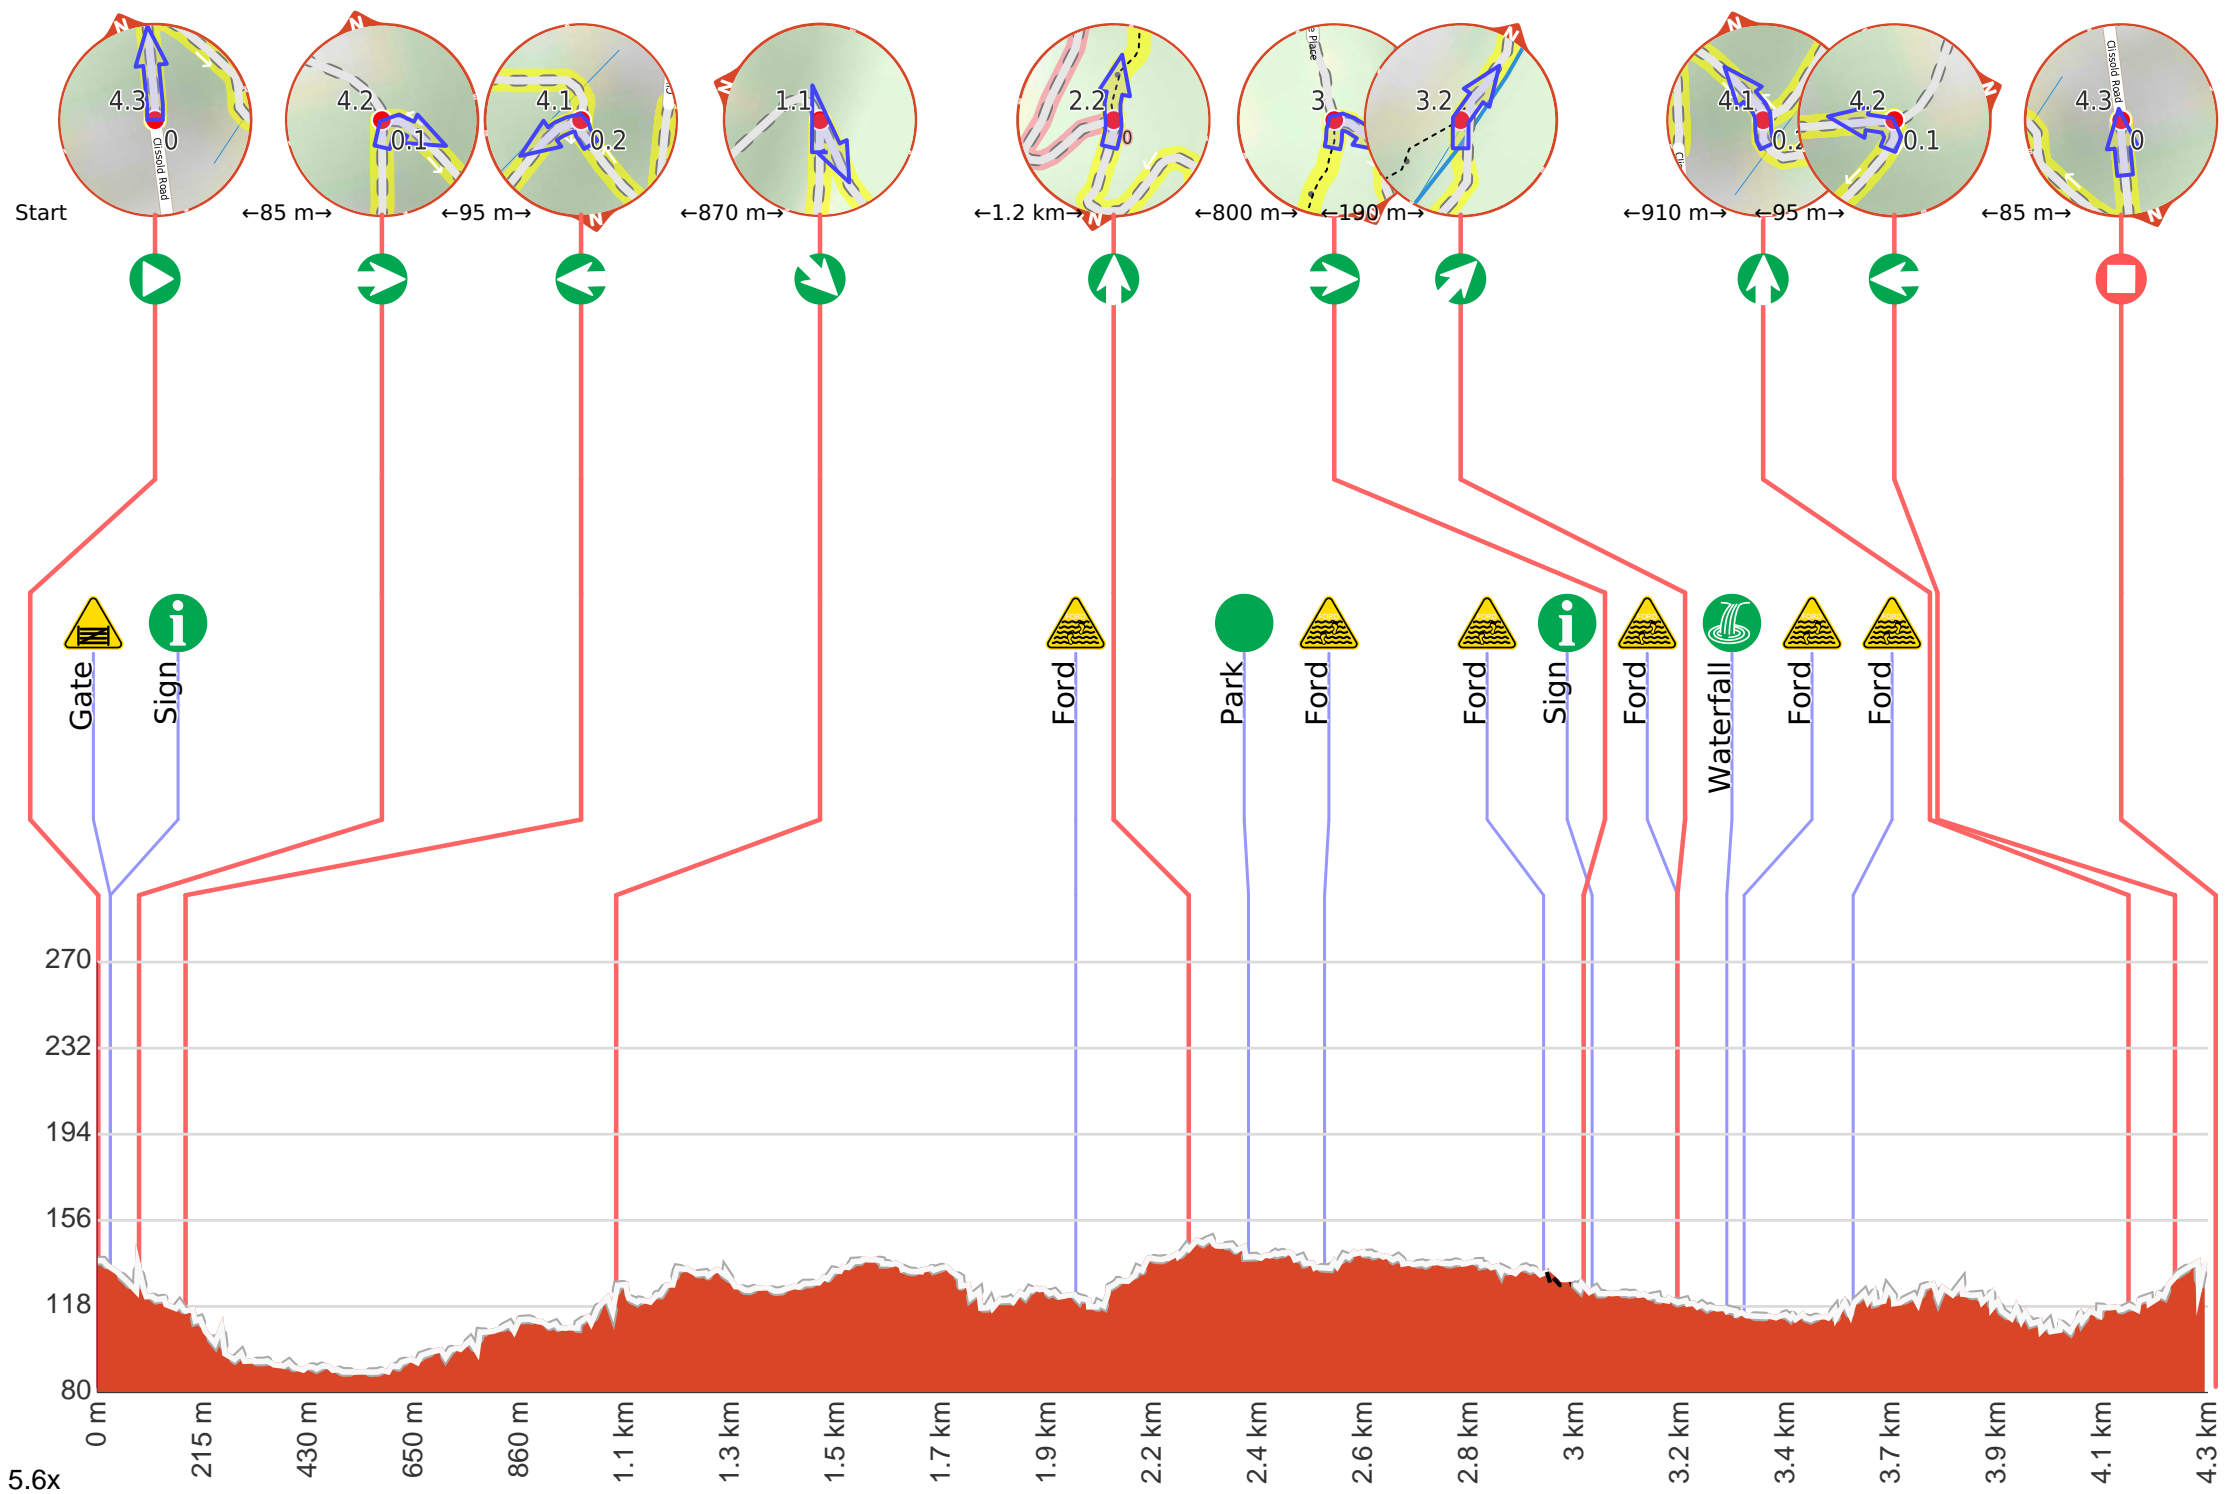 N
N
N
N
N
N
N
N
N
N
4.3
0
Clissold Road
4.2
0.1
4.1
0.2
1.1
2.2
0
e Place
3
3.2
4.1
0.2
Cli
4.2
0.1
Clissold Road
4.3
0
Start
←85 m→
←95 m→
←870 m→
←1.2 km→
←800 m→
←190 m→
←910 m→
←95 m→
←85 m→
Gate
Sign
Ford
Park
Ford
Ford
Sign
Ford
Waterfall
Ford
Ford
270
232
194
156
118
80
0 m
215 m
430 m
650 m
860 m
1.1 km
1.3 km
1.5 km
1.7 km
1.9 km
2.2 km
2.4 km
2.6 km
2.8 km
3 km
3.2 km
3.4 km
3.7 km
3.9 km
4.1 km
4.3 km
5.6x